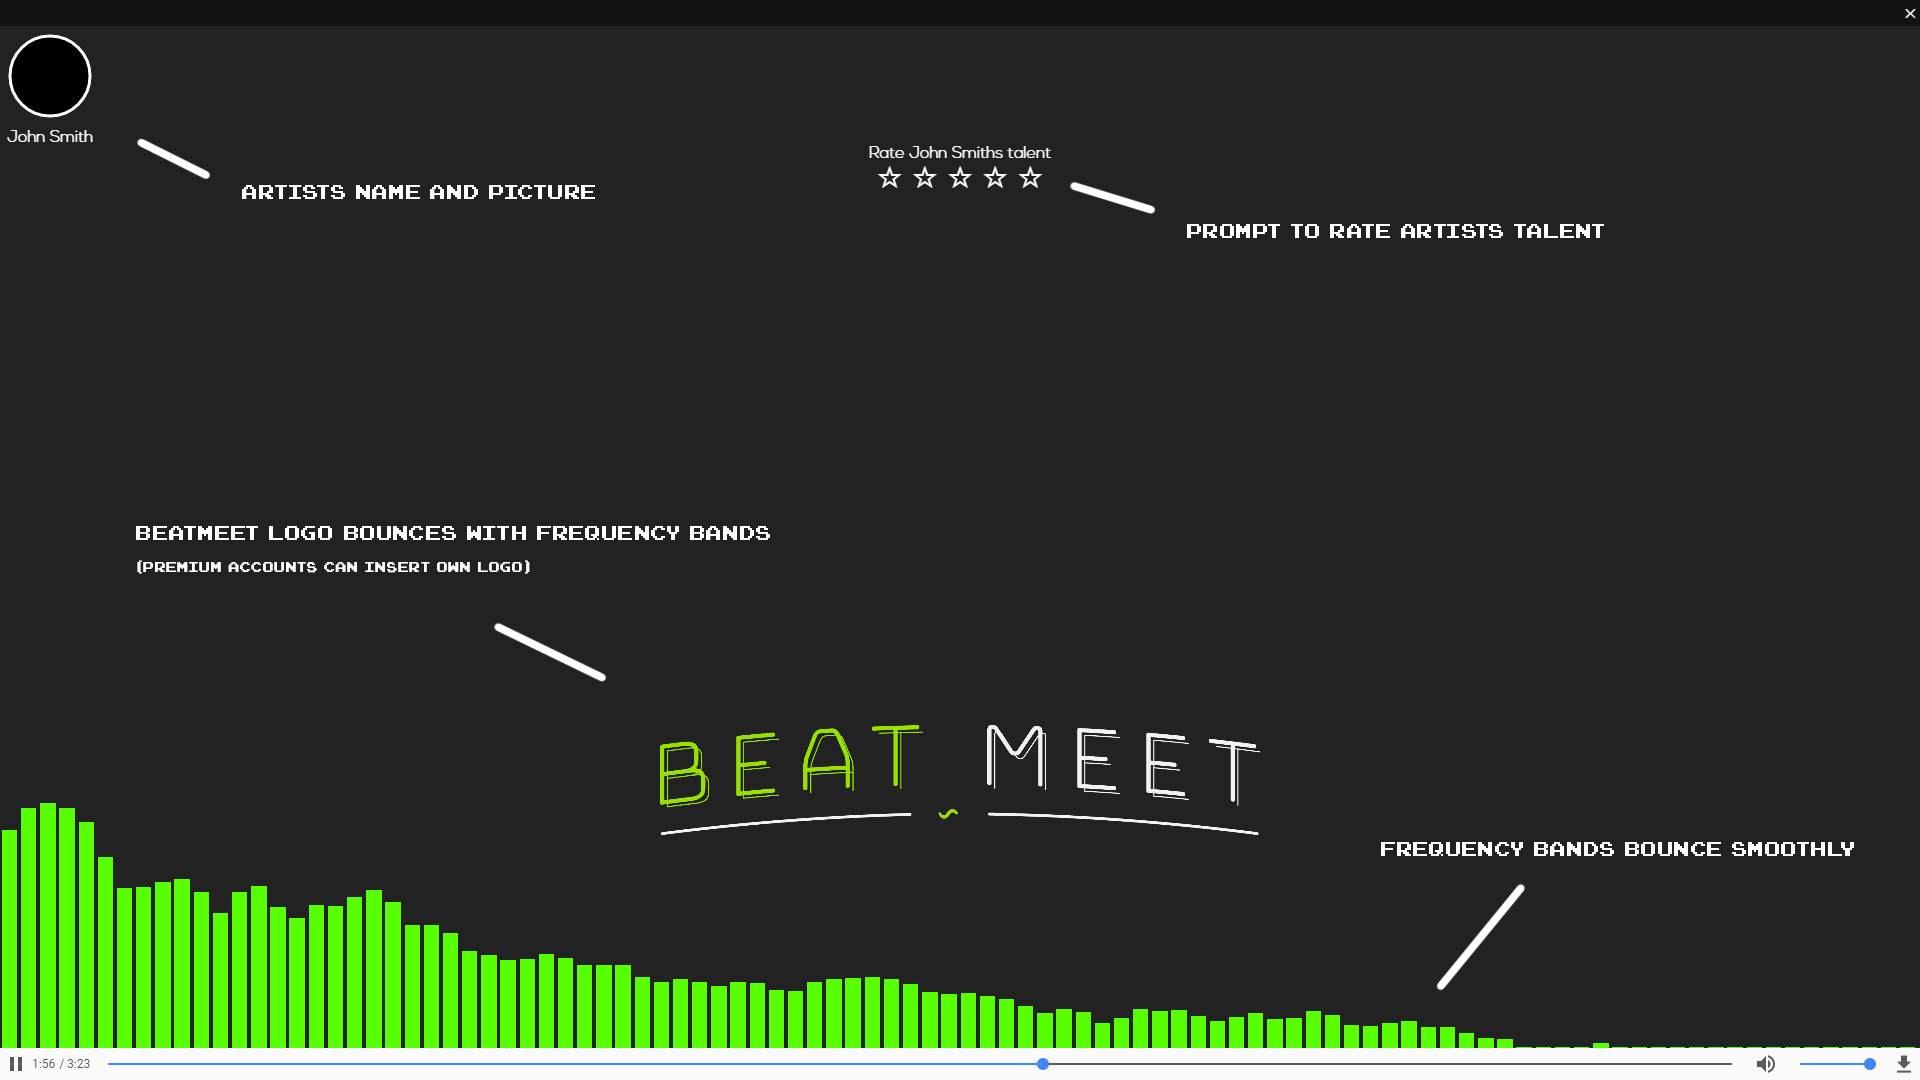 John Smith
ARTISTS NAME AND PICTURE
Rate John Smiths talent
PROMPT TO RATE ARTISTS TALENT
BEATMEET LOGO BOUNCES WITH FREQUENCY BANDS
(PREMIUM ACCOUNTS CAN INSERT OWN LOGO)
BEAT MEET
FREQUENCY BANDS BOUNCE SMOOTHLY
1:56 / 3:23